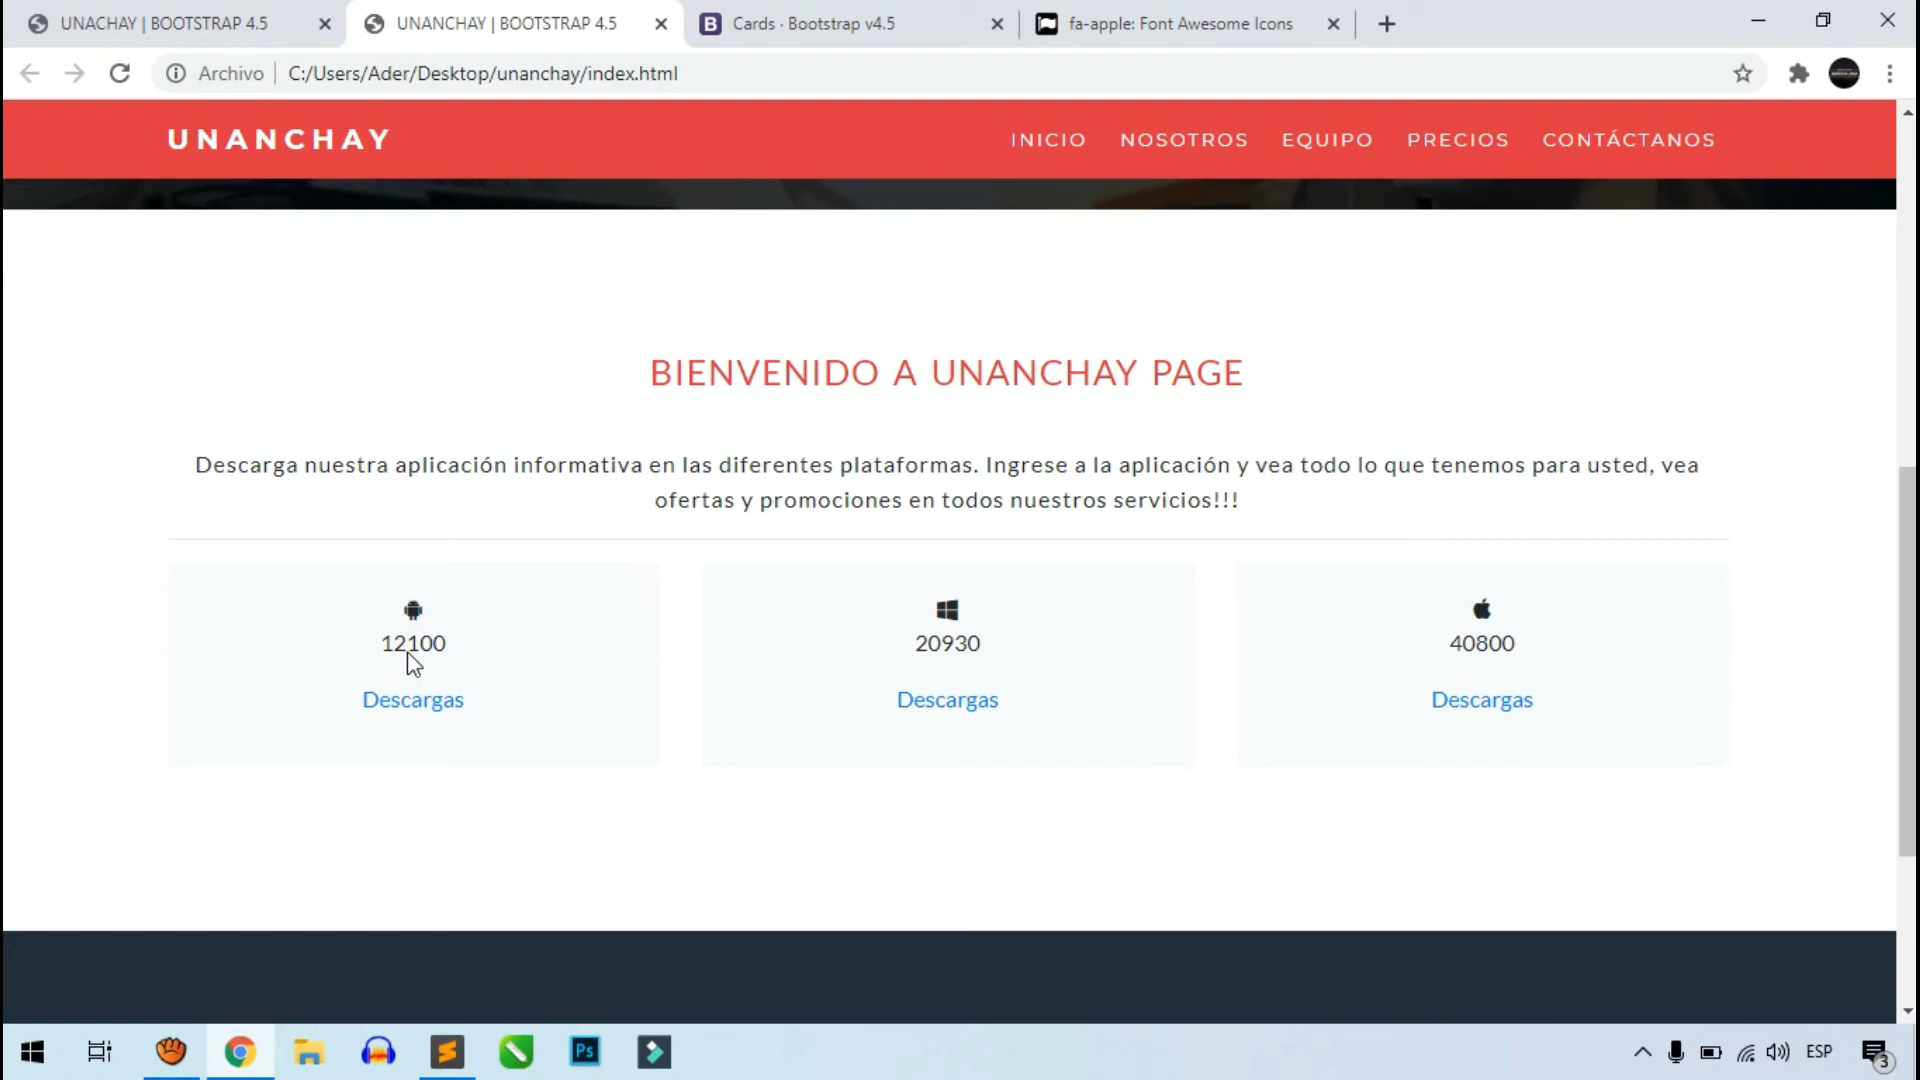 UNACHAY | BOOTSTRAP 4.5
UNANCHAY | BOOTSTRAP 4.5
B Cards · Bootstrap v4.5
fa-apple: Font Awesome Icons
Archivo | C:/Users/Ader/Desktop/unanchay/index.html
UNANCHAY INICIO NOSOTROS EQUIPO PRECIOS CONTÁCTANOS
BIENVENIDO A UNANCHAY PAGE
Descarga nuestra aplicación informativa en las diferentes plataformas. Ingrese a la aplicación y vea todo lo que tenemos para usted, vea
ofertas y promociones en todos nuestros servicios!!!
12100
Descargas
20930
Descargas
40800
Descargas
Ps
ESP
3